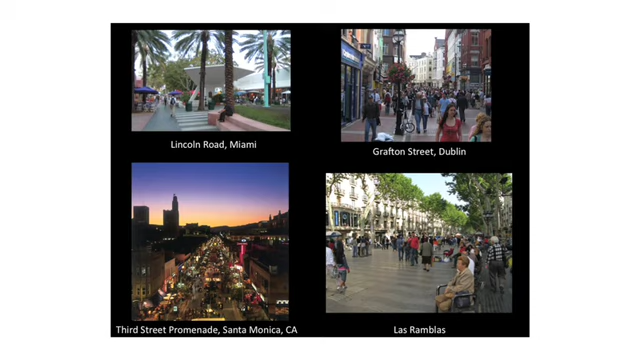 Lincoln Road, Miami
Grafton Street, Dublin
Third Street Promenade, Santa Monica, CA
Las Ramblas